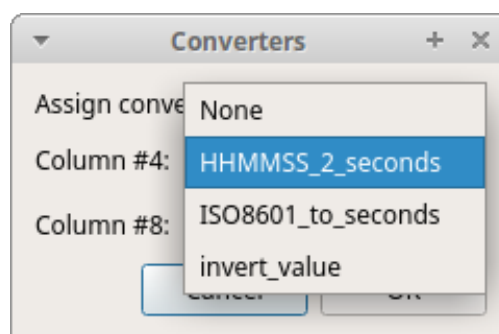 Converters
Assign conve
None
Column #4:
HHMMSS_2_seconds
Column #8:
ISO8601_to_seconds
invert_value